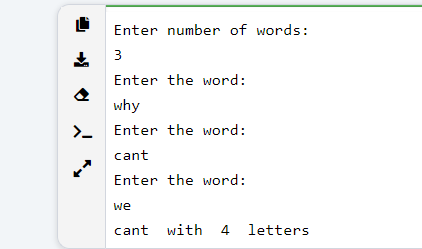 Enter number of words:
3
Enter the word:
why
Enter the word:
cant
Enter the word:
we
cant  with  4  letters